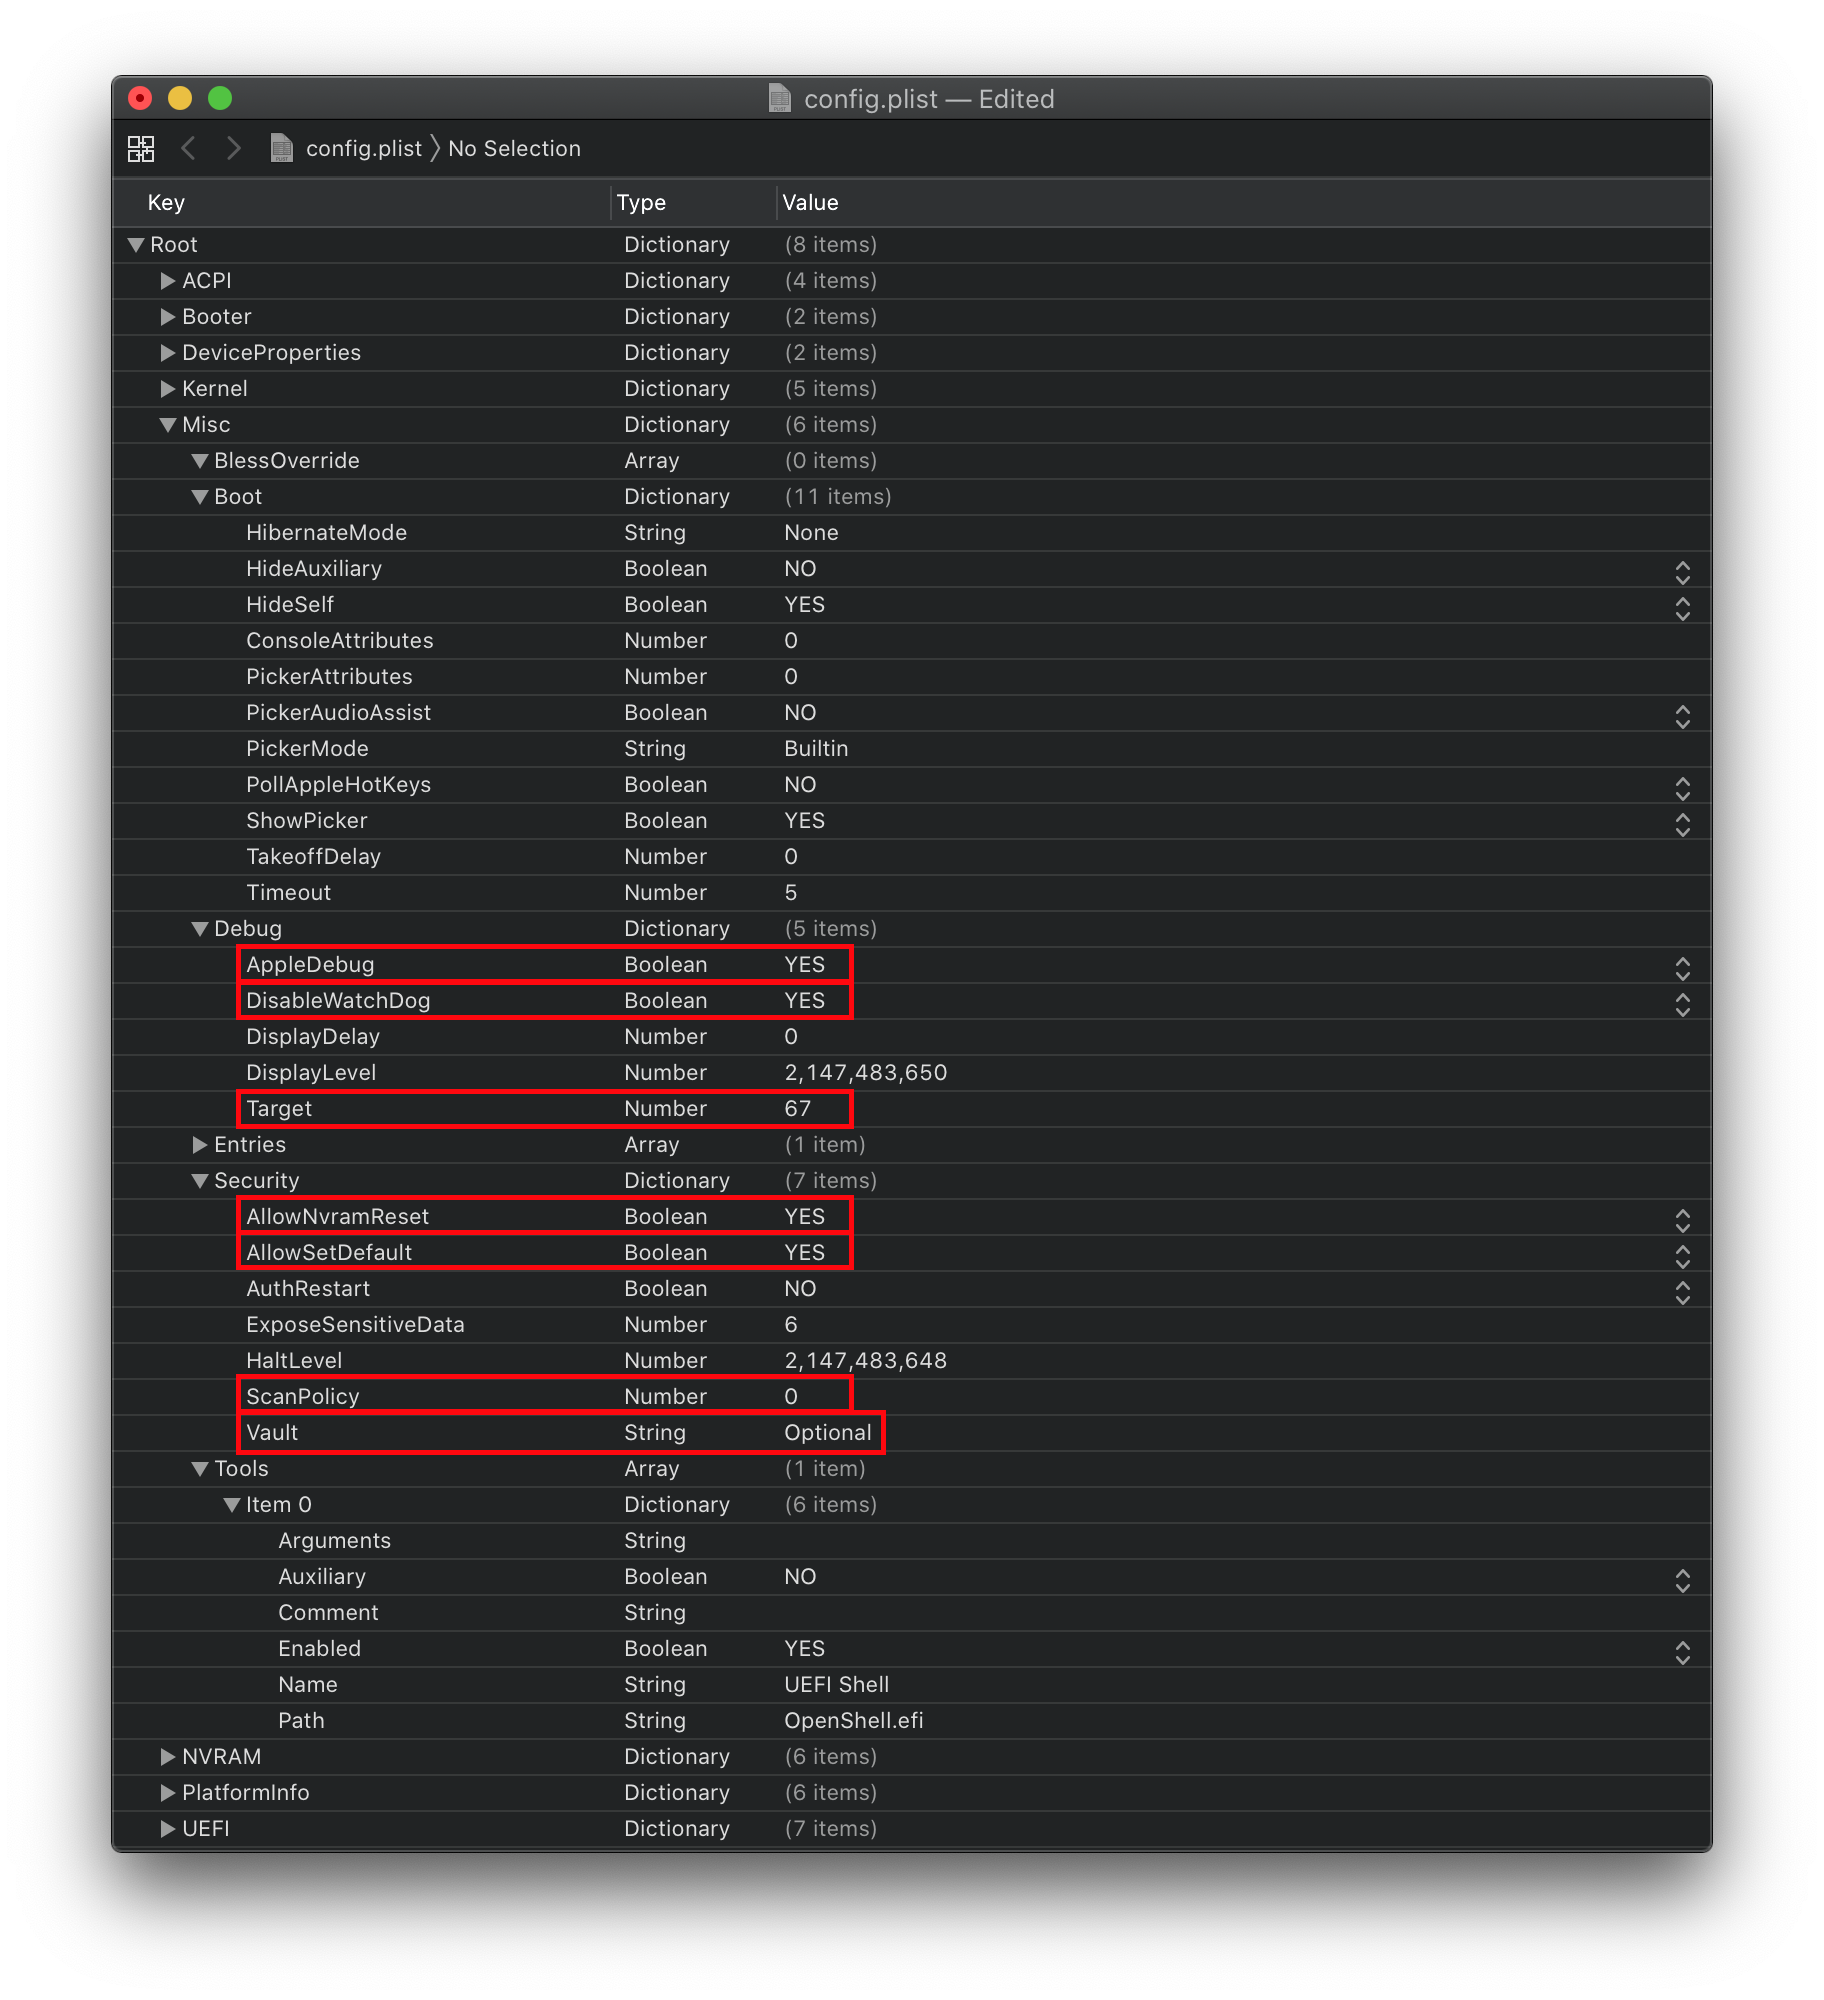 config.plist — Edited
config.plist 〉 No Selection
Key Type Value
Root Dictionary (8 items)
ACPI Dictionary (4 items)
Booter Dictionary (2 items)
DeviceProperties Dictionary (2 items)
Kernel Dictionary (5 items)
Misc Dictionary (6 items)
BlessOverride Array (0 items)
Boot Dictionary (11 items)
HibernateMode String None
HideAuxiliary Boolean NO
HideSelf Boolean YES
ConsoleAttributes Number 0
PickerAttributes Number 0
PickerAudioAssist Boolean NO
PickerMode String Builtin
PollAppleHotKeys Boolean NO
ShowPicker Boolean YES
TakeoffDelay Number 0
Timeout Number 5
Debug Dictionary (5 items)
AppleDebug Boolean YES
DisableWatchDog Boolean YES
DisplayDelay Number 0
DisplayLevel Number 2,147,483,650
Target Number 67
Entries Array (1 item)
Security Dictionary (7 items)
AllowNvramReset Boolean YES
AllowSetDefault Boolean YES
AuthRestart Boolean NO
ExposeSensitiveData Number 6
HaltLevel Number 2,147,483,648
ScanPolicy Number 0
Vault String Optional
Tools Array (1 item)
Item 0 Dictionary (6 items)
Arguments String
Auxiliary Boolean NO
Comment String
Enabled Boolean YES
Name String UEFI Shell
Path String OpenShell.efi
NVRAM Dictionary (6 items)
PlatformInfo Dictionary (6 items)
UEFI Dictionary (7 items)